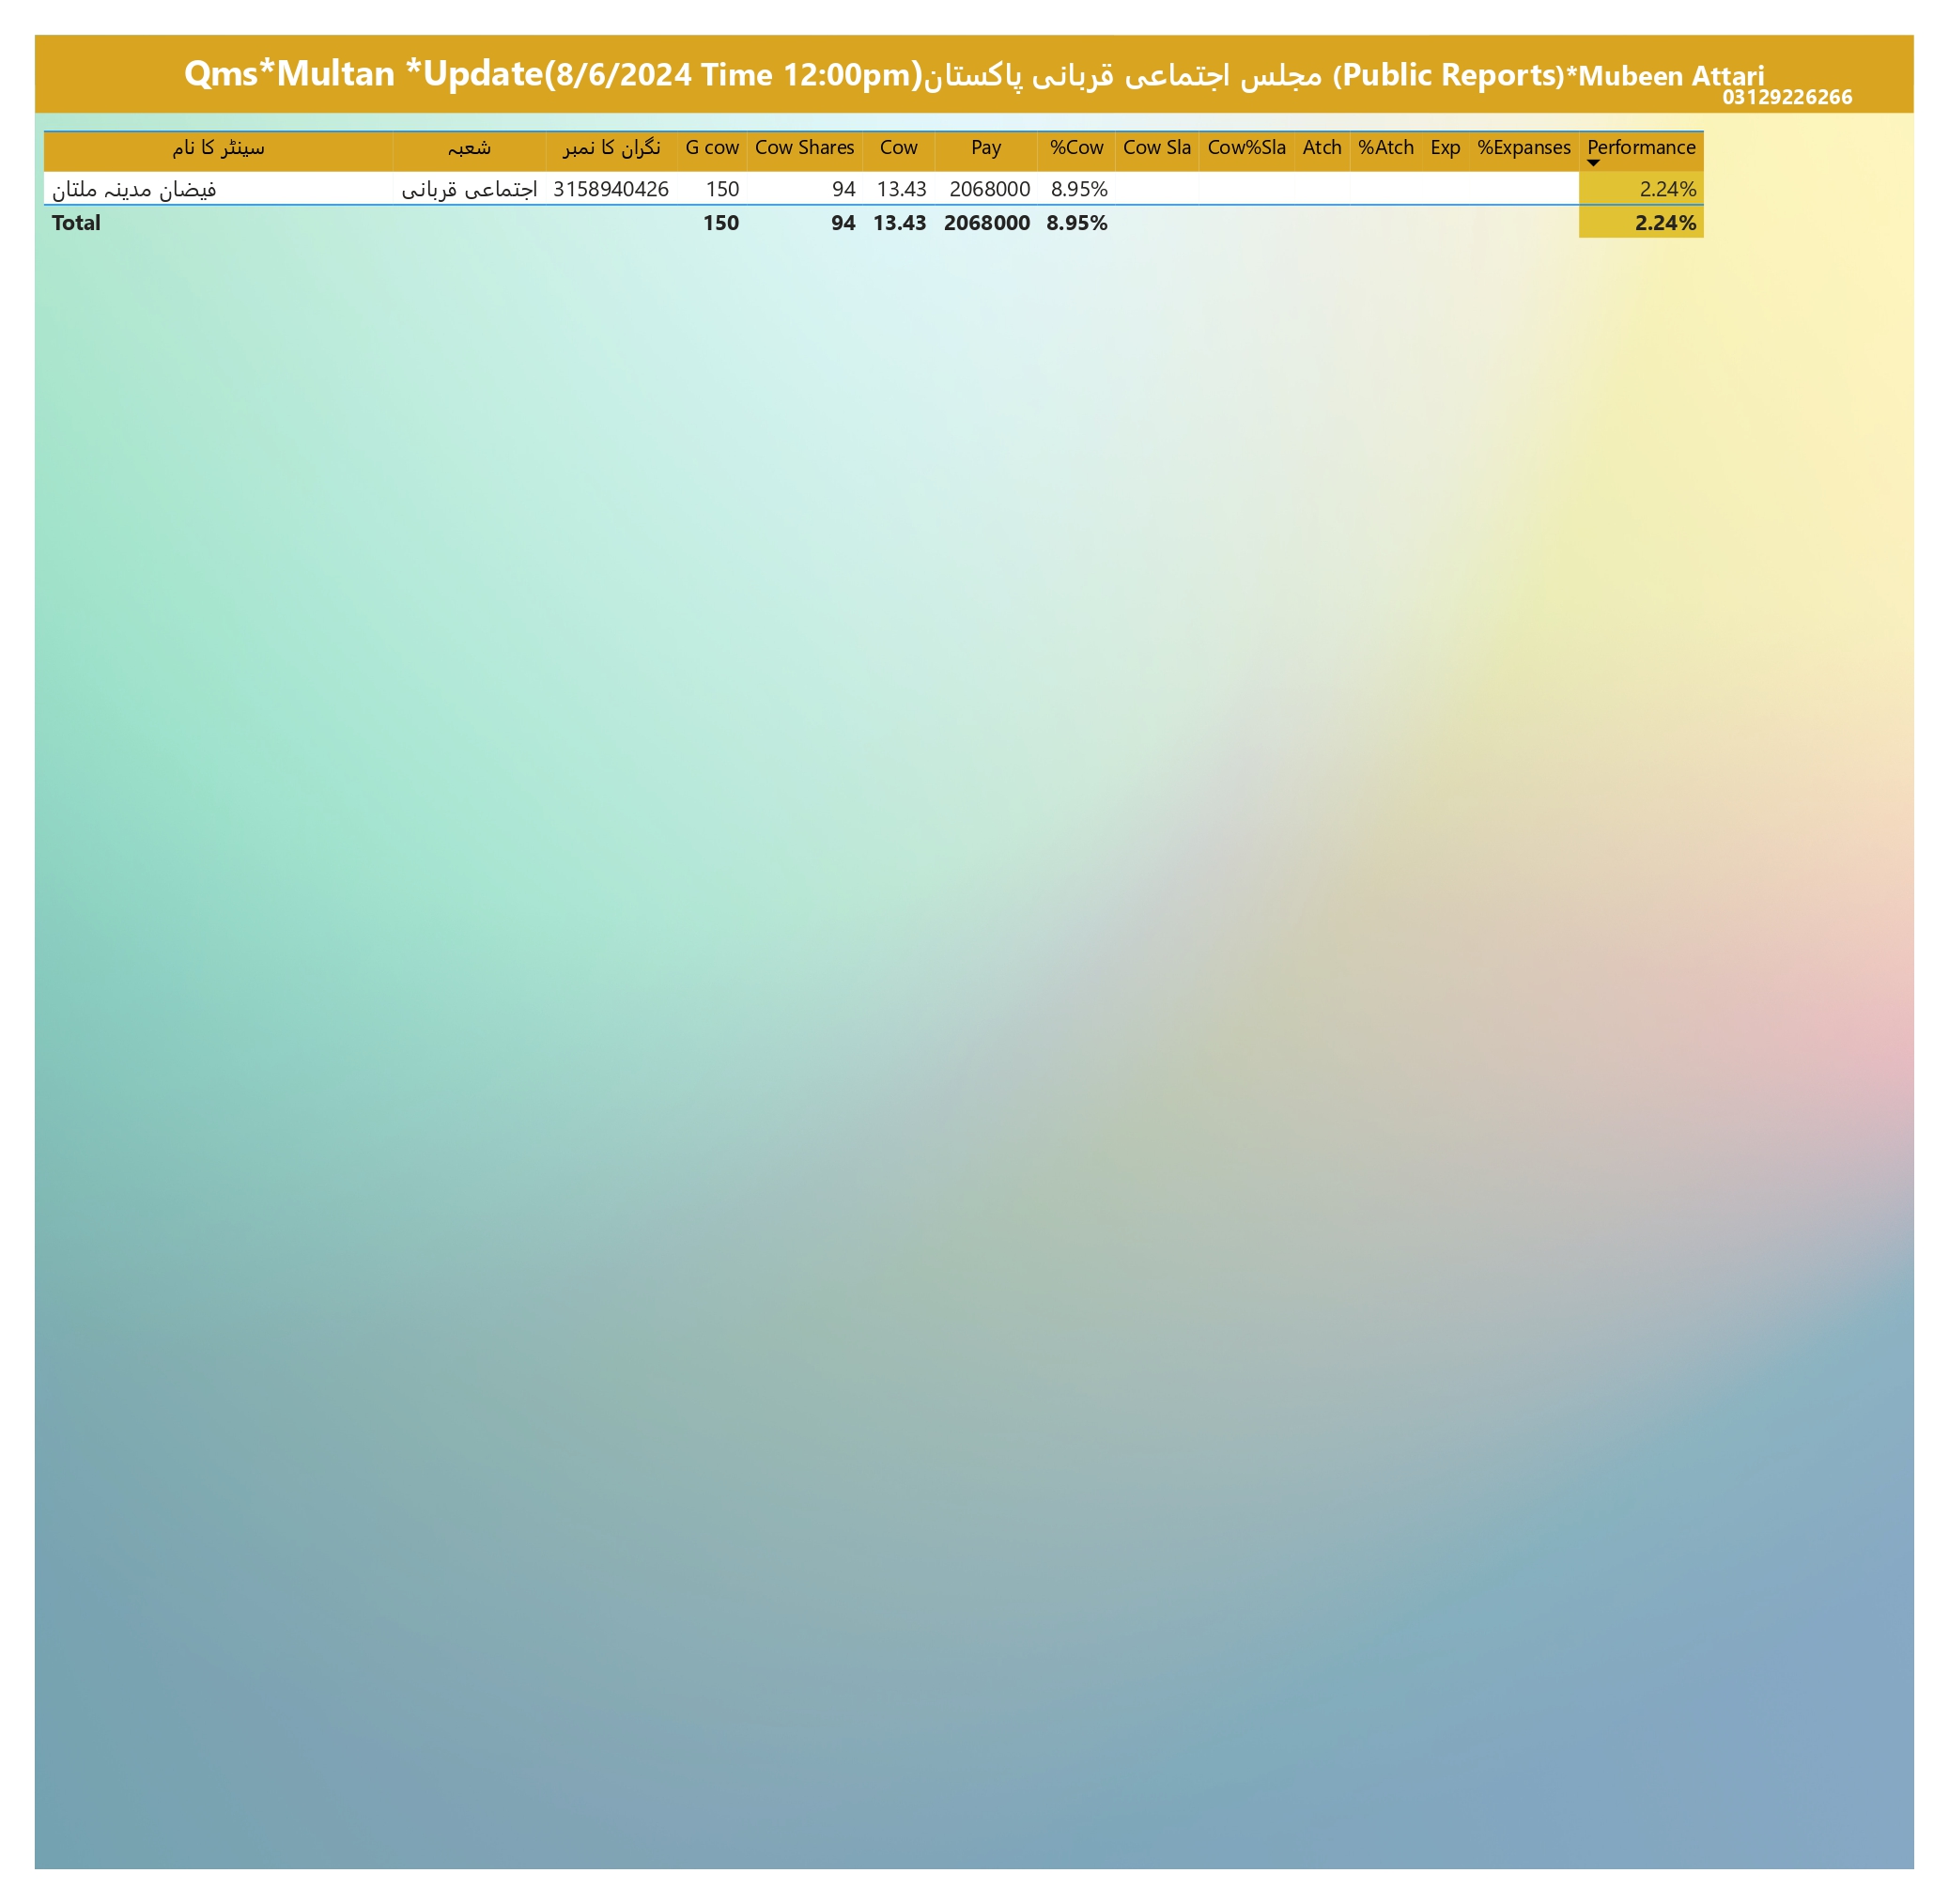 Qms*Multan *Update(8/6/2024 Time 12:00pm)مجلس اجتماعی قربانی پاکستان (Public Reports)*Mubeen Attari
03129226266
سینٹر کا نام شعبہ نگران کا نمبر G cow Cow Shares Cow Pay %Cow Cow Sla Cow%Sla Atch %Atch Exp %Expanses Performance
فیضان مدینہ ملتان اجتماعی قربانی 3158940426 150 94 13.43 2068000 8.95% 2.24%
Total 150 94 13.43 2068000 8.95% 2.24%